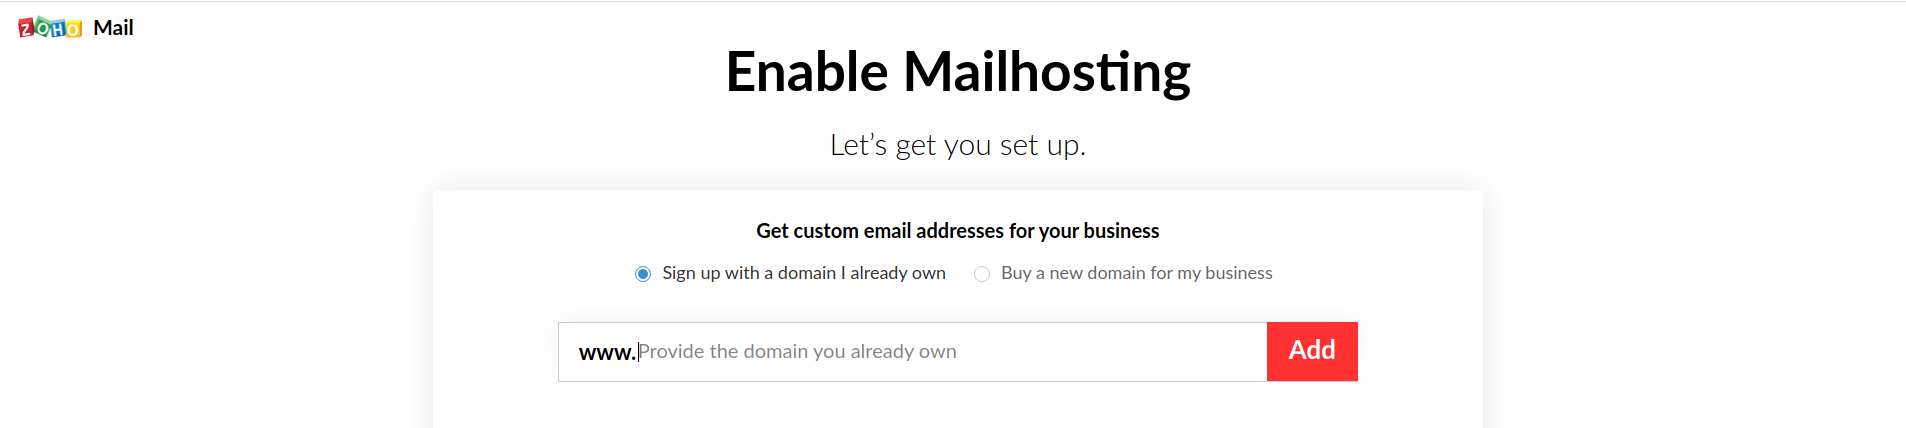 ZOHO Mail
Enable Mailhosting
Let’s get you set up.
Get custom email addresses for your business
Sign up with a domain I already own Buy a new domain for my business
www. Provide the domain you already own Add